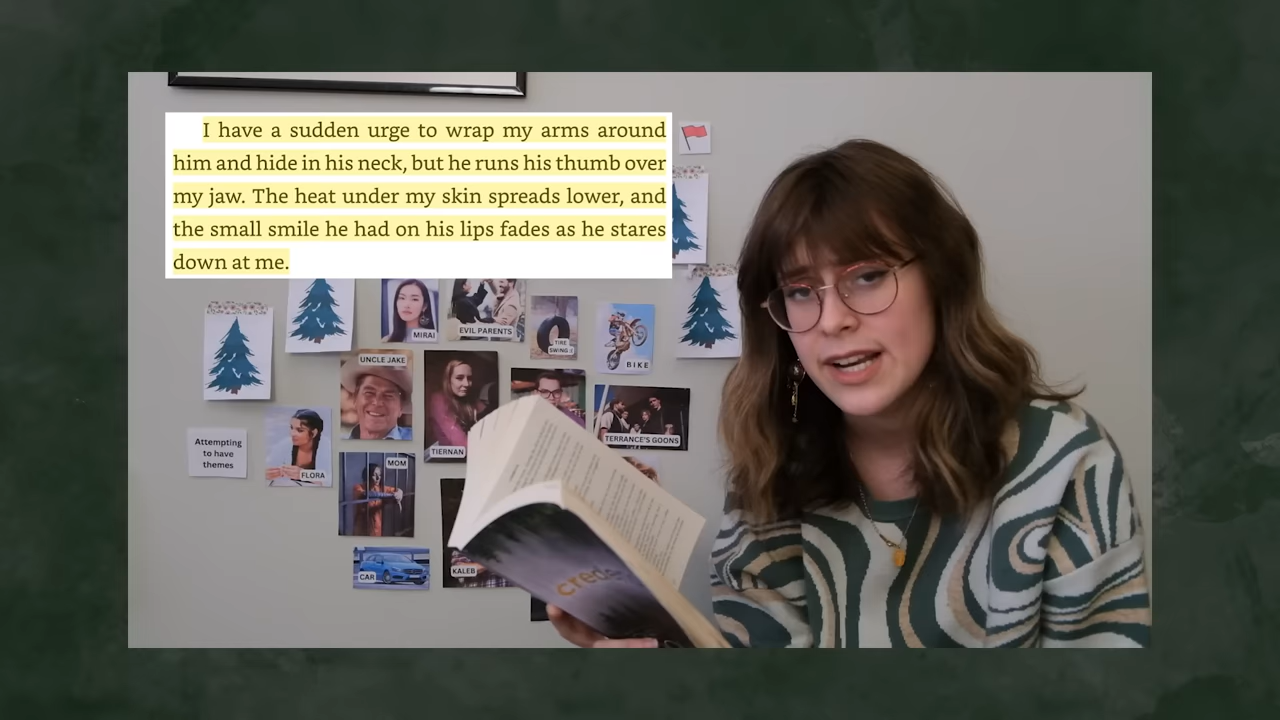 I have a sudden urge to wrap my arms around
him and hide in his neck, but he runs his thumb over
my jaw. The heat under my skin spreads lower, and
the small smile he had on his lips fades as he stares
down at me.
MIRAI
EVIL PARENTS
TIRE
SWING :(
BIKE
UNCLE JAKE
TERRANCE'S GOONS
TIERNAN
Attempting
to have
themes
FLORA
MOM
CAR
KALEB